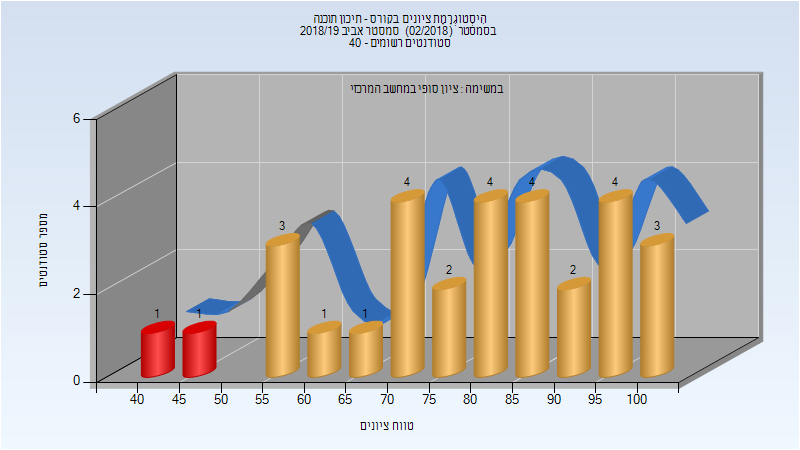 היסטוגרמת ציונים בקורס - תיכון תוכנה
בסמסטר (02/2018) סמסטר אביב 2018/19
סטודנטים רשומים - 40
במשימה : ציון סופי במחשב המרכזי
מספר סטודנטים
6
4
2
0
1
1
3
1
1
4
2
4
4
2
4
3
40 45 50 55 60 65 70 75 80 85 90 95 100
טווח ציונים